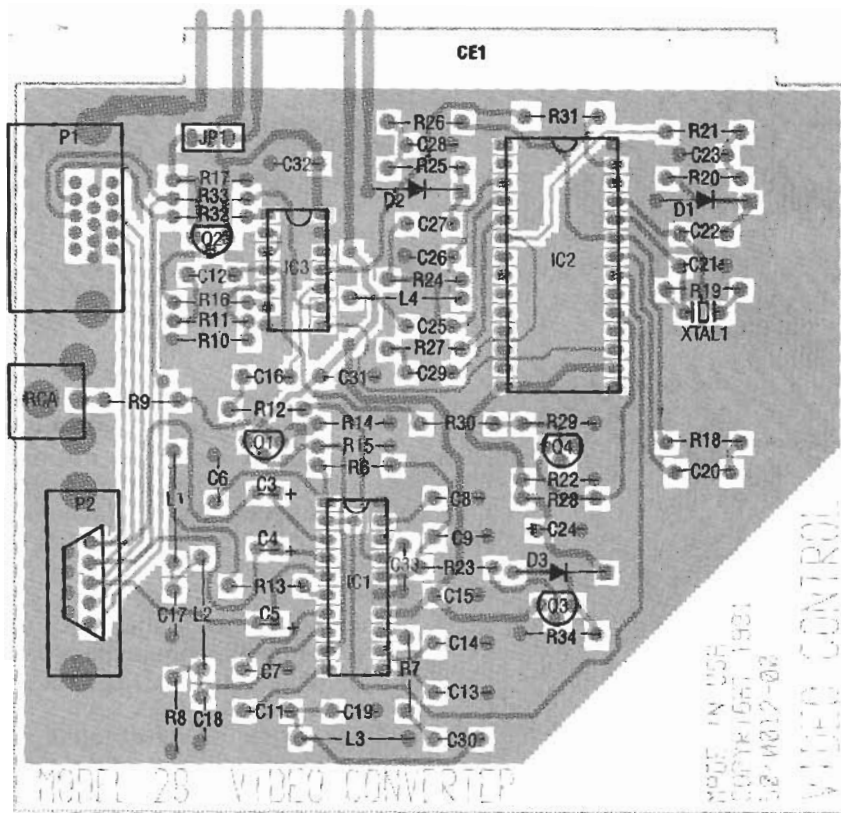 CE1
P1
JP1
R26
R31
R21
C28
C23
C32
R25
R17
R20
R33
D2
D1
R32
C27
C22
Q2
IC3
C26
IC2
C21
C12
R24
R16
L4
R19
R11
C25
XTAL1
R10
R27
C16
C31
C29
RCA
R9
R12
R14
R30
R29
Q1
R15
Q4
R18
R6
C20
C6
L1
R22
P2
C3
+
C8
R28
C24
+
C9
C4
+
C33
D3
IC1
R23
R13
C15
Q3
C17
L2
C5
+
R34
C14
C7
R7
C13
R8
C18
C11
C19
L3
C30
MODEL 2B VIDEO CONVERTER
MADE IN USA
COPYRIGHT 1991
VIDEO CONTROL